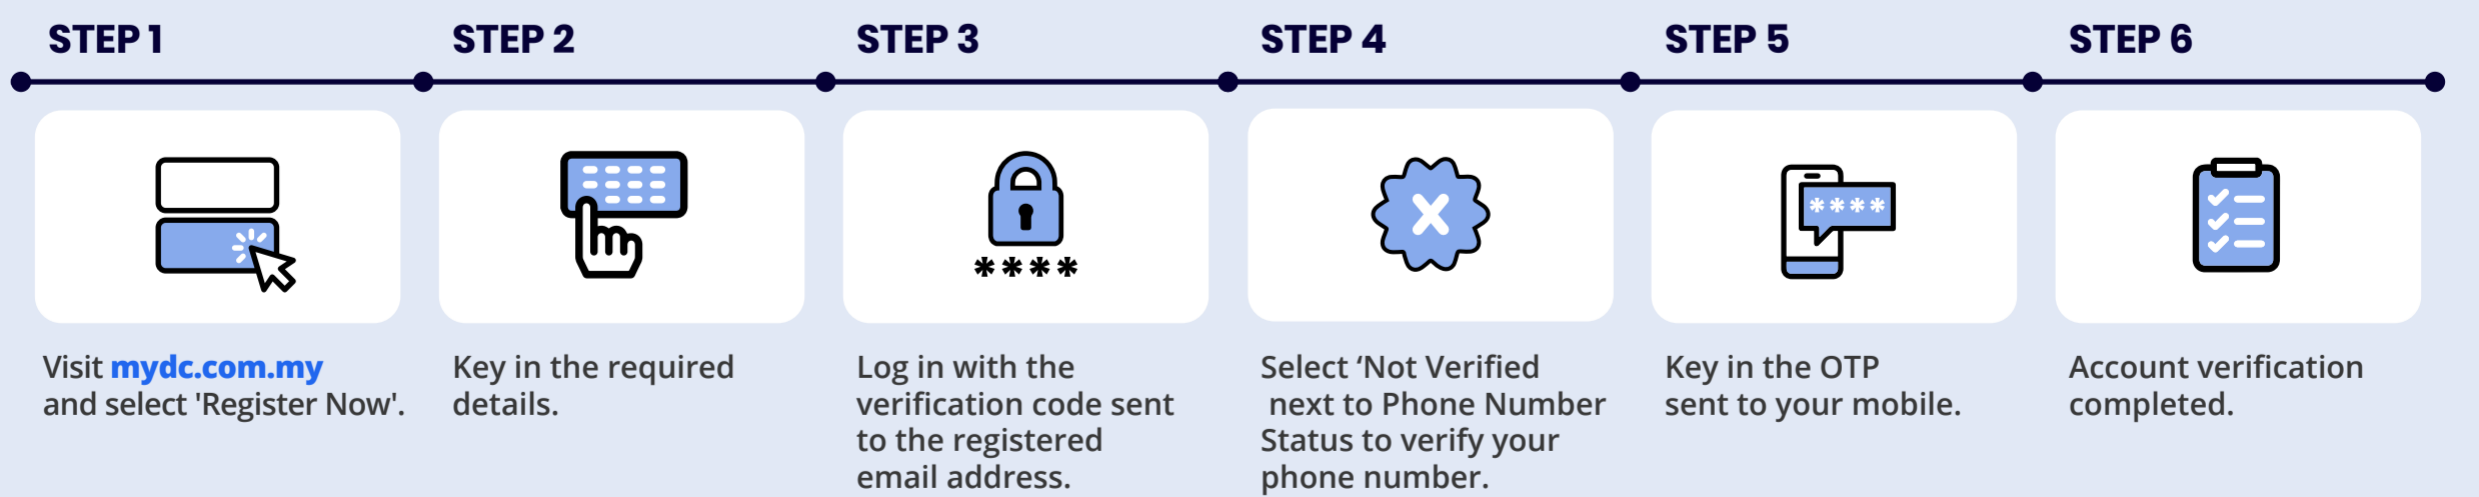 STEP 1
Visit mydc.com.my
and select 'Register Now'.
STEP 2
Key in the required
details.
STEP 3
****
Log in with the
verification code sent
to the registered
email address.
STEP 4
X
Select ‘Not Verified
next to Phone Number
Status to verify your
phone number.
STEP 5
****
Key in the OTP
sent to your mobile.
STEP 6
Account verification
completed.